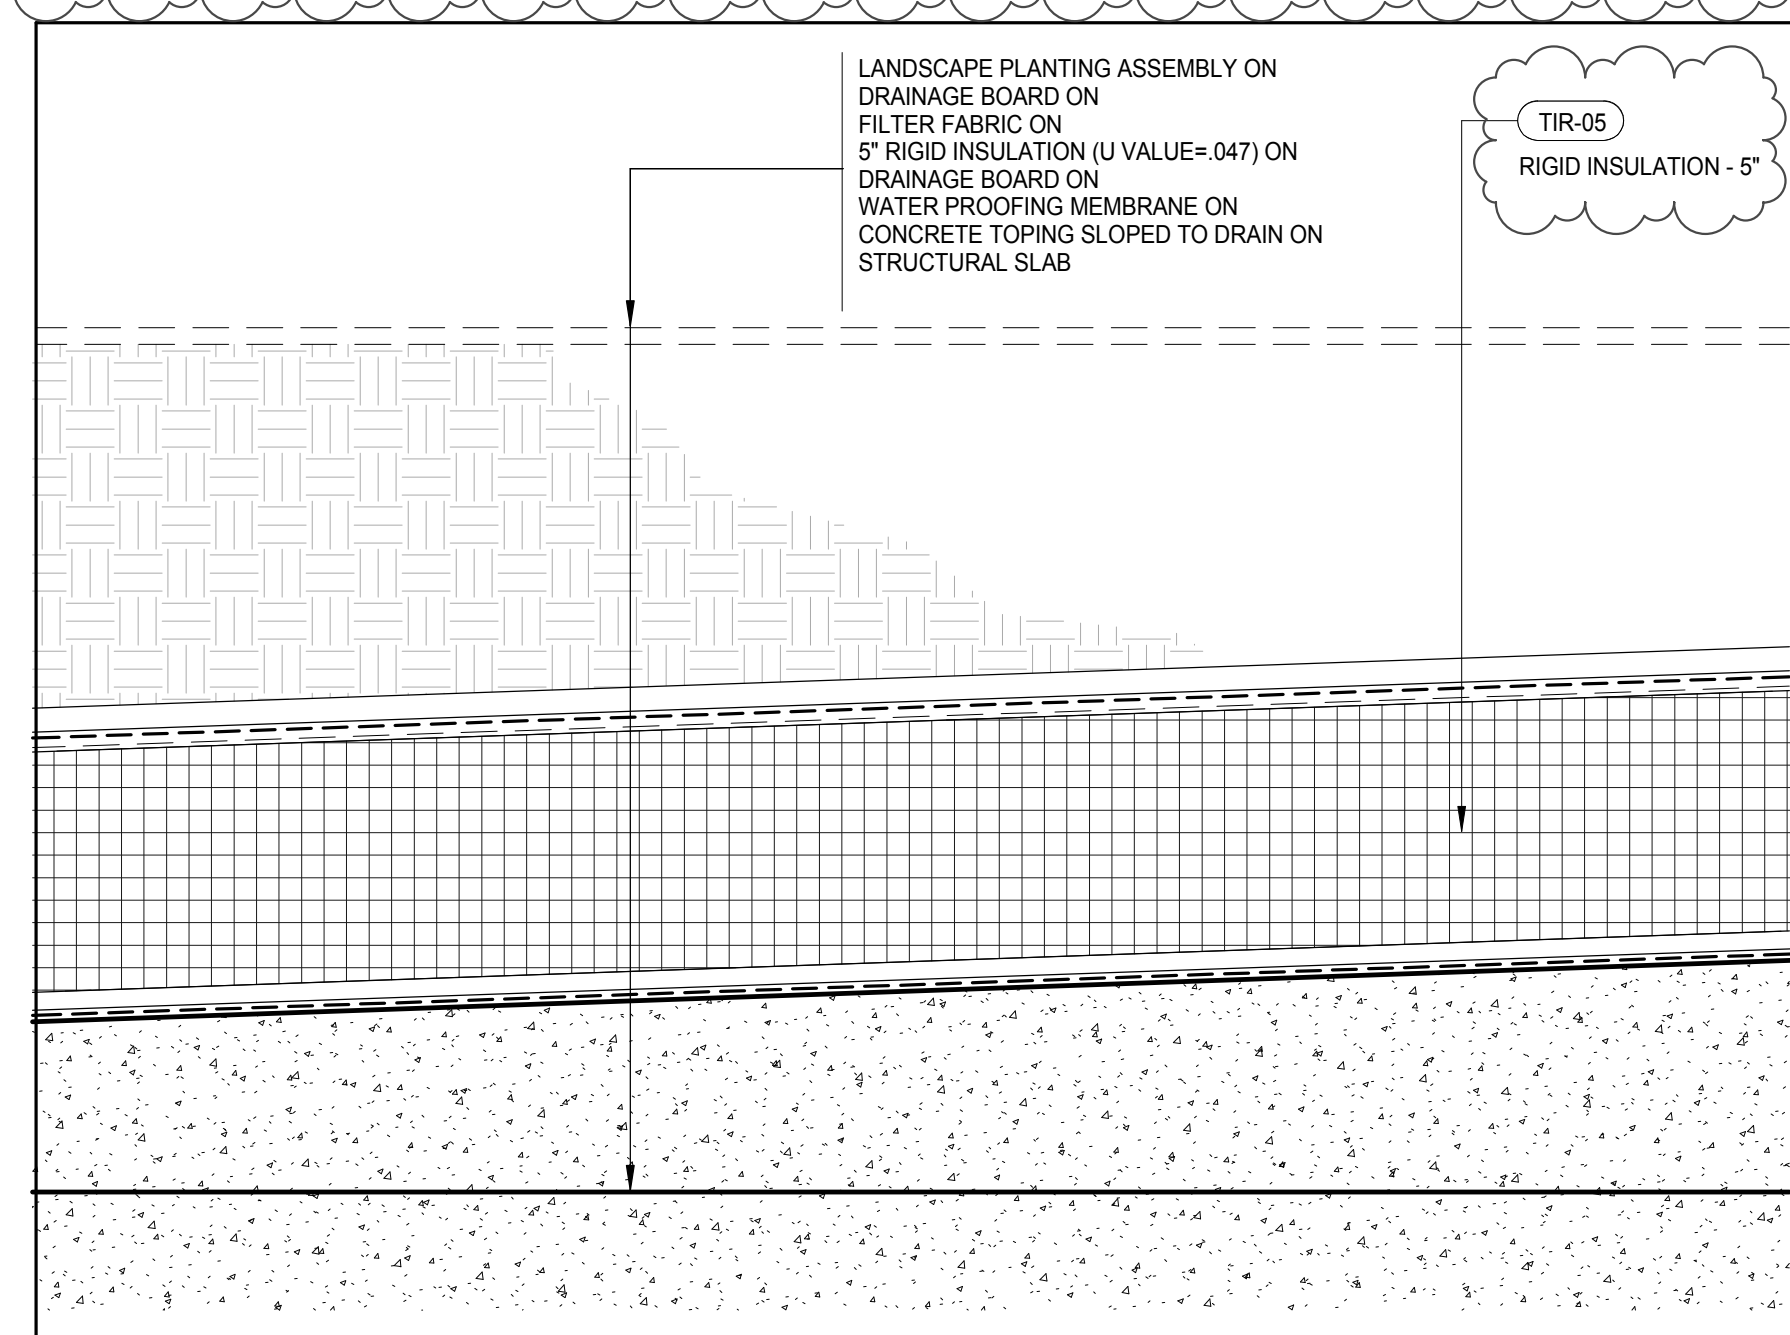 LANDSCAPE PLANTING ASSEMBLY ON
DRAINAGE BOARD ON
FILTER FABRIC ON
5" RIGID INSULATION (U VALUE=.047) ON
DRAINAGE BOARD ON
WATER PROOFING MEMBRANE ON
CONCRETE TOPING SLOPED TO DRAIN ON
STRUCTURAL SLAB
TIR-05
RIGID INSULATION - 5"